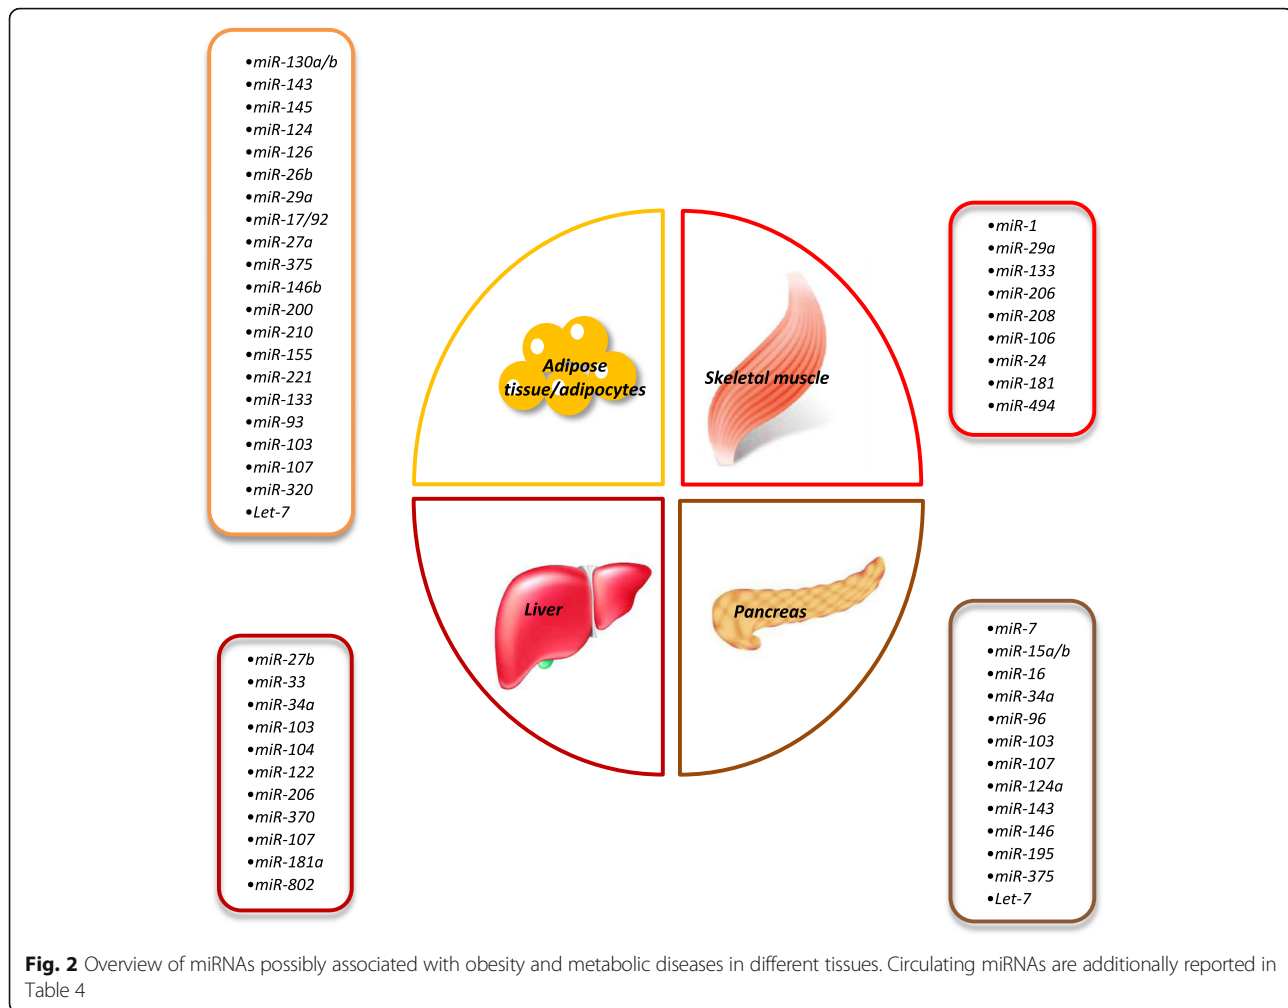 •miR-130a/b
•miR-143
•miR-145
•miR-124
•miR-126
•miR-26b
•miR-29a
•miR-17/92
•miR-27a
•miR-375
•miR-146b
•miR-200
•miR-210
•miR-155
•miR-221
•miR-133
•miR-93
•miR-103
•miR-107
•miR-320
•Let-7
Adipose
tissue/adipocytes
Skeletal muscle
•miR-1
•miR-29a
•miR-133
•miR-206
•miR-208
•miR-106
•miR-24
•miR-181
•miR-494
•miR-27b
•miR-33
•miR-34a
•miR-103
•miR-104
•miR-122
•miR-206
•miR-370
•miR-107
•miR-181a
•miR-802
Liver
Pancreas
•miR-7
•miR-15a/b
•miR-16
•miR-34a
•miR-96
•miR-103
•miR-107
•miR-124a
•miR-143
•miR-146
•miR-195
•miR-375
•Let-7
Fig. 2 Overview of miRNAs possibly associated with obesity and metabolic diseases in different tissues. Circulating miRNAs are additionally reported in
Table 4